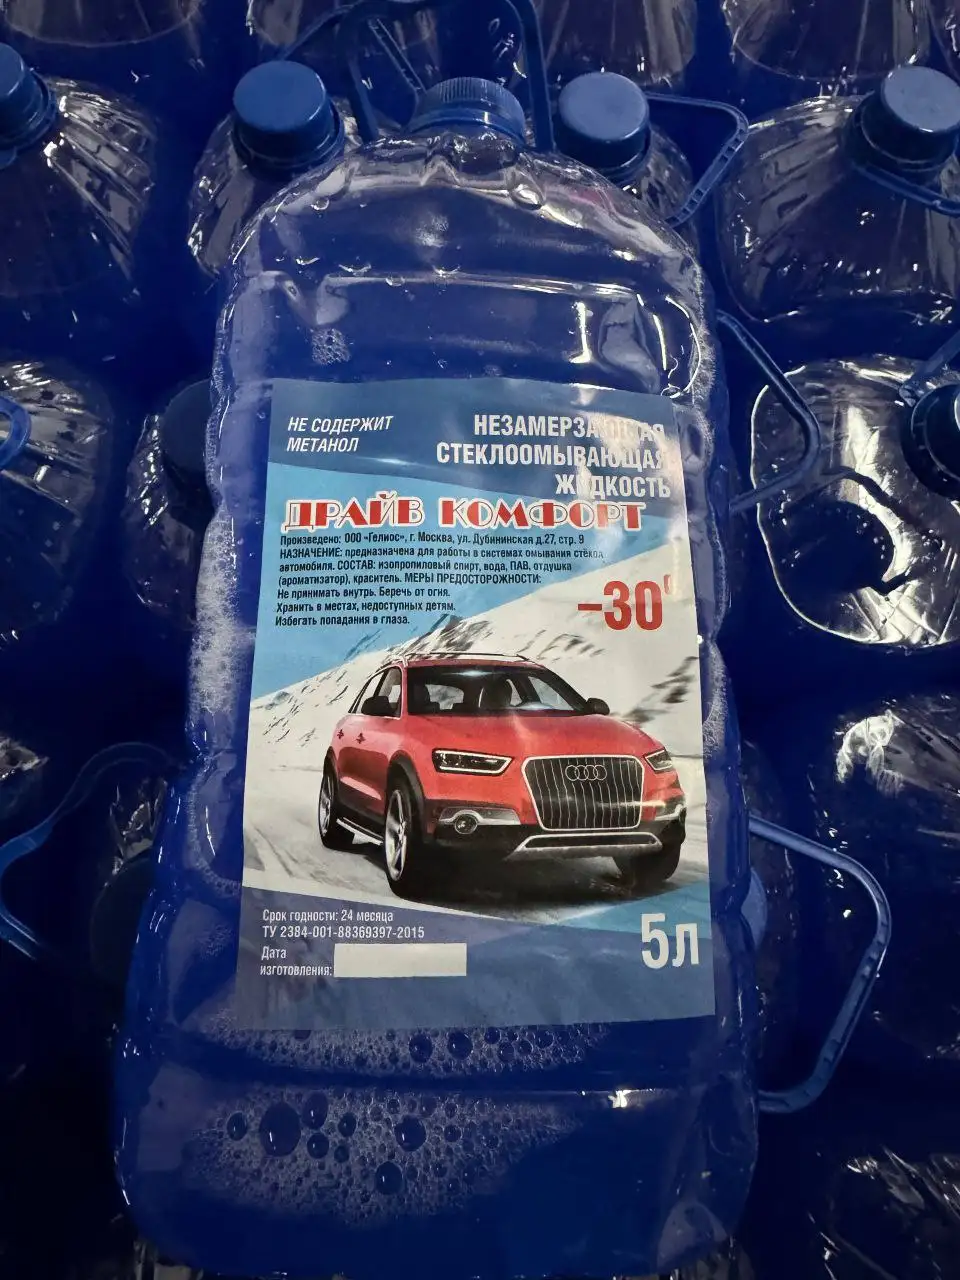 НЕ СОДЕРЖИТ
МЕТАНОЛ
НЕЗАМЕРЗАЮЩАЯ
СТЕКЛООМЫВАЮЩАЯ
ЖИДКОСТЬ
ДРАЙВ КОМФОРТ
Произведено: ООО «Гелиос», г. Москва, ул. Дубининская д.27, стр. 9
НАЗНАЧЕНИЕ: предназначена для работы в системах омывания стёкол
автомобиля. СОСТАВ: изопропиловый спирт, вода, ПАВ, отдушка
(ароматизатор), краситель. МЕРЫ ПРЕДОСТОРОЖНОСТИ:
Не принимать внутрь. Беречь от огня.
Хранить в местах, недоступных детям.
Избегать попадания в глаза.
–30°
Срок годности: 24 месяца
ТУ 2384-001-88369397-2015
Дата
изготовления:
5л